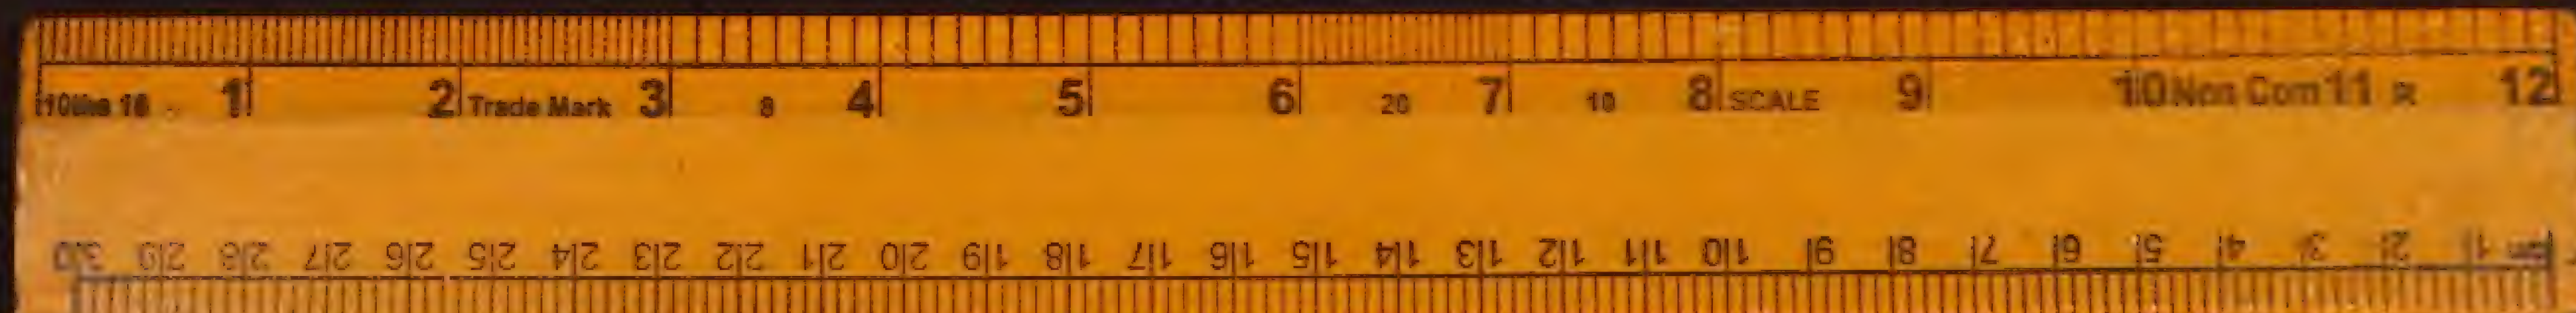 10ths 16 1 2 Trade Mark 3 8 4 5 6 20 7 10 8 SCALE 9 10 Non Com 11 R 12
cm 1 2 3 4 5 6 7 8 9 10 11 12 13 14 15 16 17 18 19 20 21 22 23 24 25 26 27 28 29 30